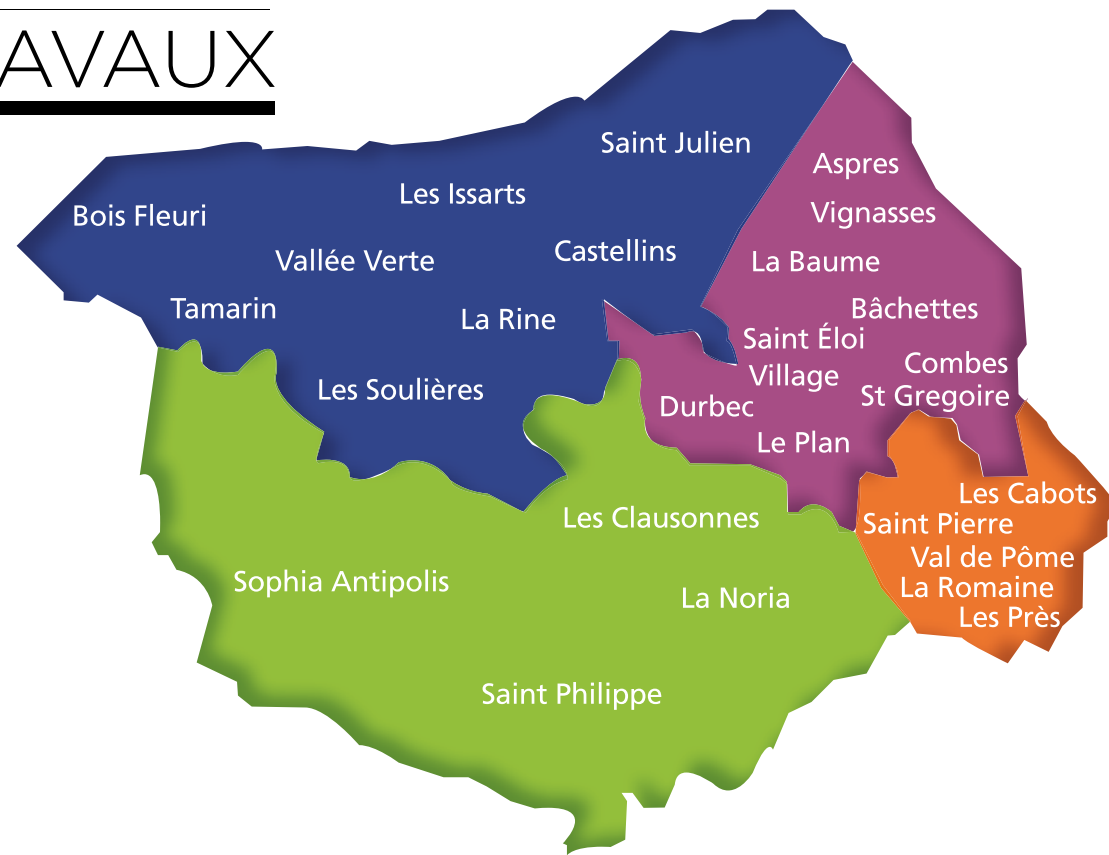 AVAUX
Saint Julien
Aspres
Les Issarts
Bois Fleuri
Vignasses
Castellins
Vallée Verte
La Baume
Tamarin
Bâchettes
La Rine
Saint Éloi
Combes
Village
Les Soulières
St Gregoire
Durbec
Le Plan
Les Cabots
Les Clausonnes
Saint Pierre
Val de Pôme
Sophia Antipolis
La Romaine
La Noria
Les Près
Saint Philippe